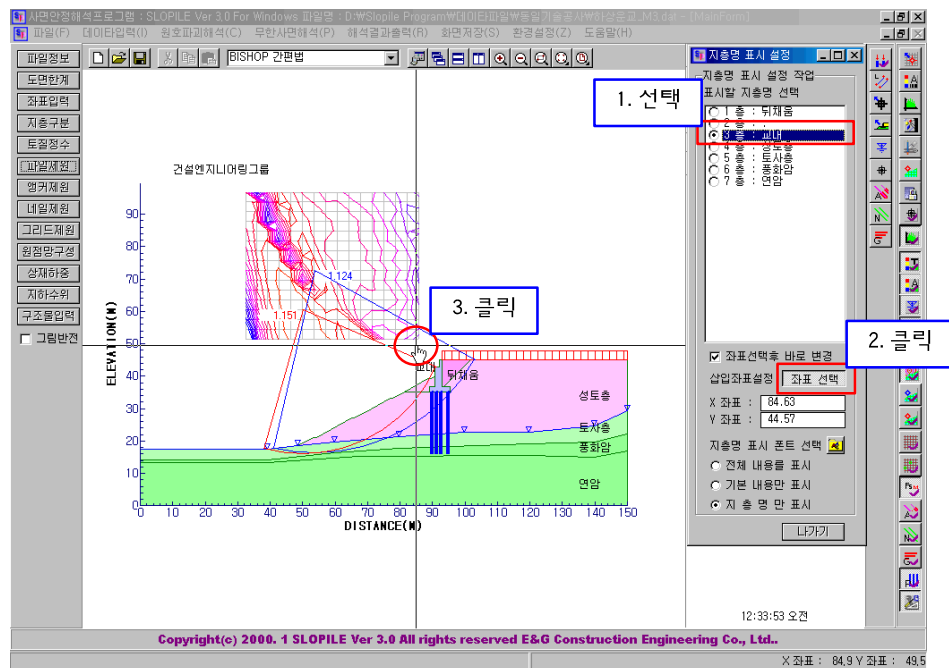 사면안정해석프로그램 : SLOPILE Ver 3.0 For Windows 파일명 : D:₩Slopile Program₩데이타파일₩동일기술공사₩하상문교_M3.dat - [Mainform]
파일(F) 데이타입력(I) 원호파괴해석(C) 무한사면해석(P) 해석결과출력(R) 화면저장(S) 환경설정(Z) 도움말(H)
파일정보
BISHOP 간편법
도면한계
좌표입력
지층구분
토질정수
파일제원
앵커제원
네일제원
그리드제원
원점망구성
상재하중
지하수위
구조물입력
그림반전
건설엔지니어링그룹
ELEVATION(M)
90
80
70
60
50
40
30
20
10
0
1.124
1.151
교대
뒤채움
성토층
토사층
풍화암
연암
0 10 20 30 40 50 60 70 80 90 100 110 120 130 140 150
DISTANCE(M)
1. 선택
3. 클릭
2. 클릭
지층명 표시 설정
지층명 표시 설정 작업
표시할 지층명 선택
1 층 : 뒤채움
2 층 : .
3 층 : 교대
4 층 : 성토층
5 층 : 토사층
6 층 : 풍화암
7 층 : 연암
좌표선택후 바로 변경
삽입좌표설정 좌표 선택
X 좌표 : 84.63
Y 좌표 : 44.57
지층명 표시 폰트 선택
전체 내용를 표시
기본 내용만 표시
지 층 명 만 표시
나가기
12:33:53 오전
Copyright(c) 2000. 1 SLOPILE Ver 3.0 All rights reserved E&G Construction Engineering Co., Ltd..
X 좌표 : 84,9 Y 좌표 : 49,5